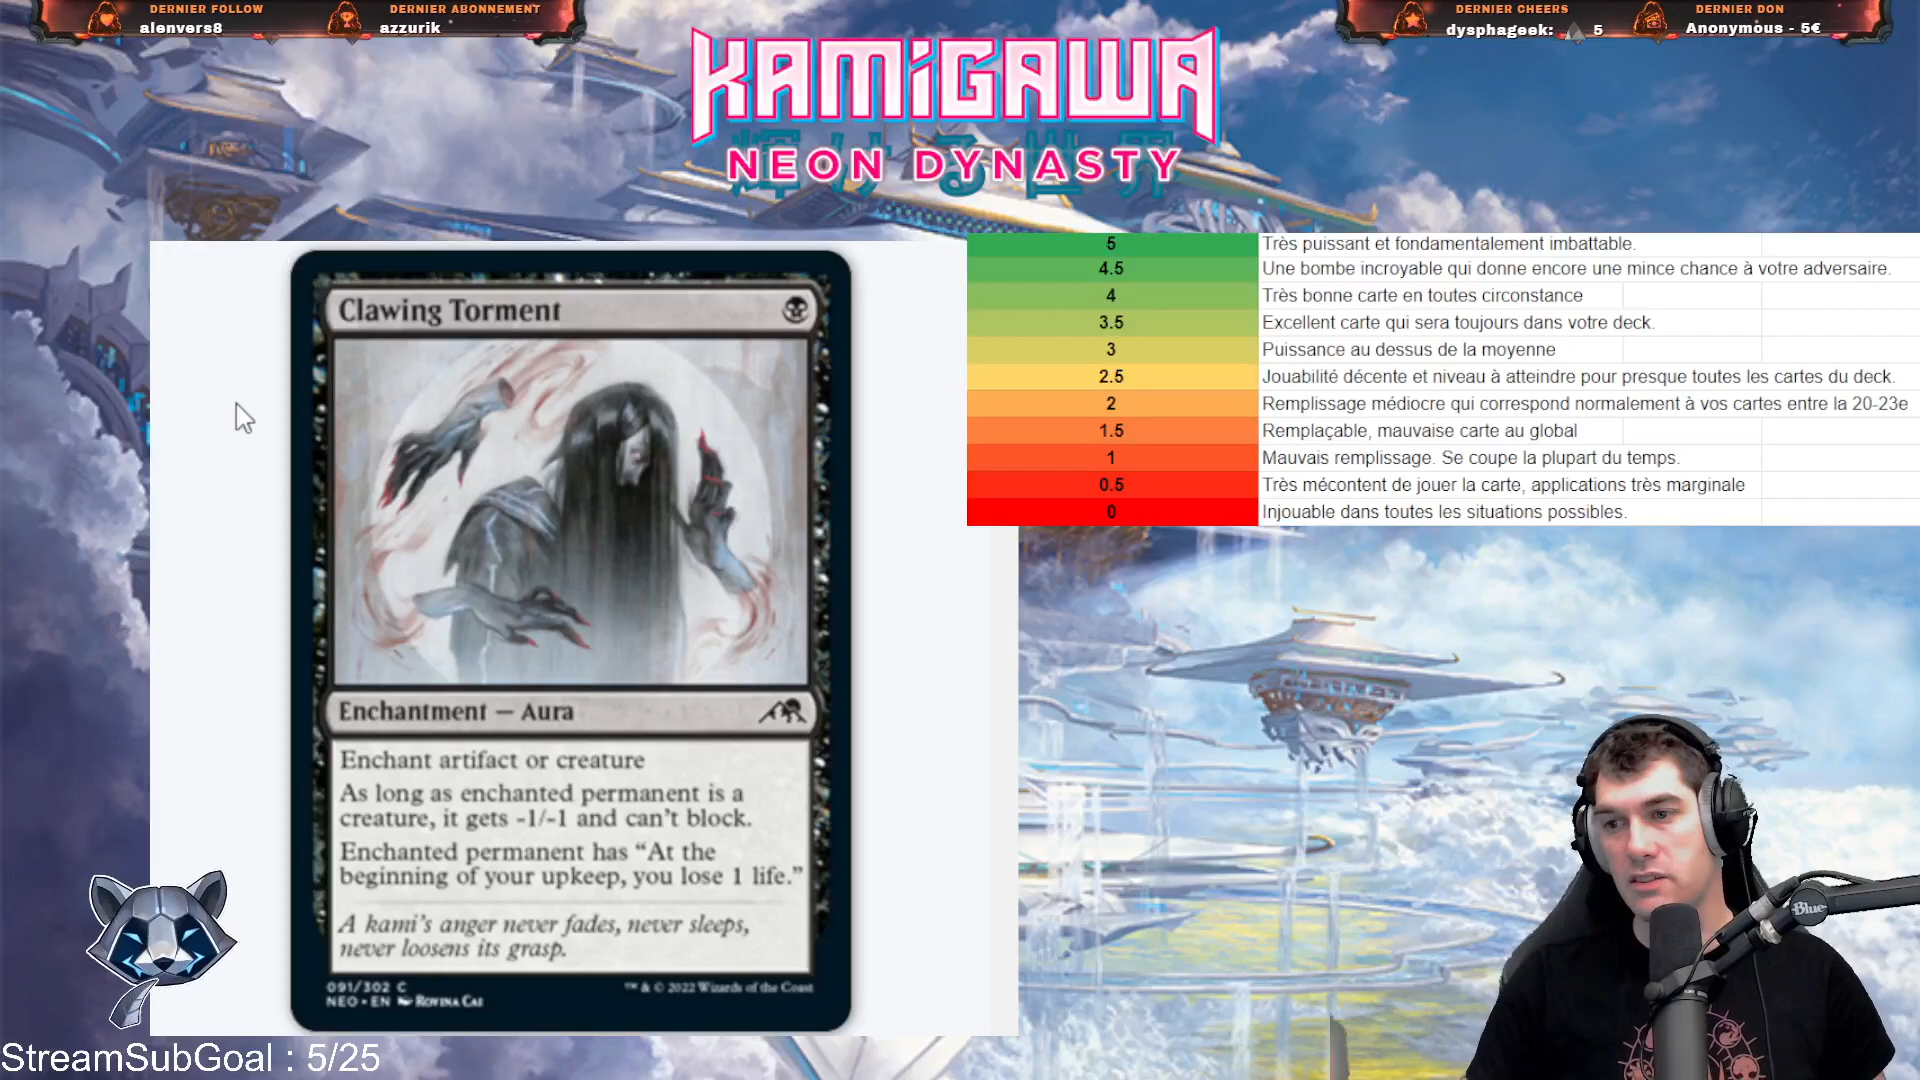 DERNIER FOLLOW
alenvers8
DERNIER ABONNEMENT
azzurik
DERNIER CHEERS
dysphageek: 5
DERNIER DON
Anonymous - 5€
KAMIGAWA
NEON DYNASTY
Clawing Torment
Enchantment — Aura
Enchant artifact or creature
As long as enchanted permanent is a
creature, it gets -1/-1 and can't block.
Enchanted permanent has “At the
beginning of your upkeep, you lose 1 life.”
A kami's anger never fades, never sleeps,
never loosens its grasp.
091/302 C
NEO • EN Rovina Cai
™ & © 2022 Wizards of the Coast
5 Très puissant et fondamentalement imbattable.
4.5 Une bombe incroyable qui donne encore une mince chance à votre adversaire.
4 Très bonne carte en toutes circonstance
3.5 Excellent carte qui sera toujours dans votre deck.
3 Puissance au dessus de la moyenne
2.5 Jouabilité décente et niveau à atteindre pour presque toutes les cartes du deck.
2 Remplissage médiocre qui correspond normalement à vos cartes entre la 20-23e
1.5 Remplaçable, mauvaise carte au global
1 Mauvais remplissage. Se coupe la plupart du temps.
0.5 Très mécontent de jouer la carte, applications très marginale
0 Injouable dans toutes les situations possibles.
Blue
StreamSubGoal : 5/25